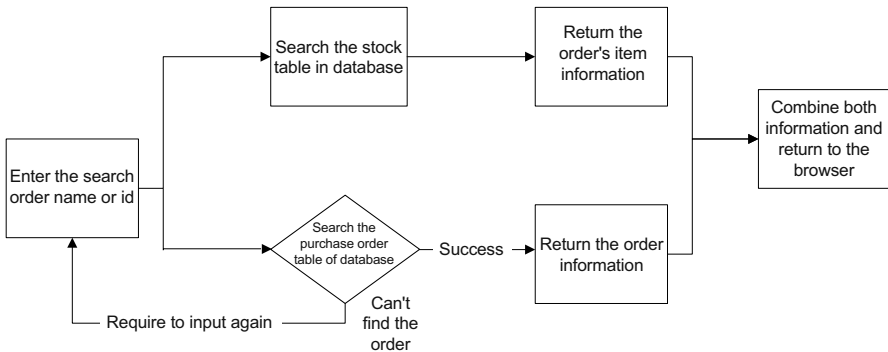 Search the stock
table in database
Return the
order's item
information
Combine both
information and
return to the
browser
Enter the search
order name or id
Search the
purchase order
table of database
Success
Return the order
information
Can't
find the
order
Require to input again